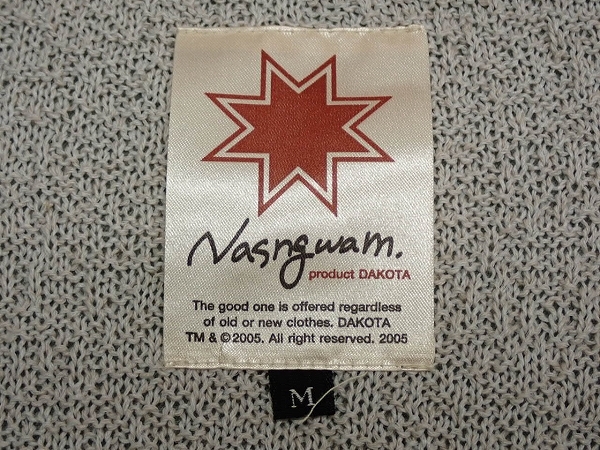 Nasngwam.
product DAKOTA
The good one is offered regardless
of old or new clothes. DAKOTA
TM & ©2005. All right reserved. 2005
M